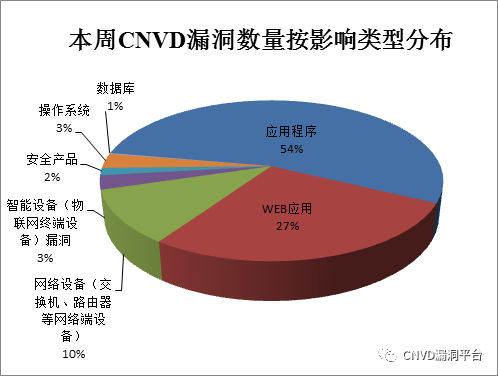 本周CNVD漏洞数量按影响类型分布
数据库
1%
操作系统
3%
安全产品
2%
智能设备（物
联网终端设
备）漏洞
3%
网络设备（交
换机、路由器
等网络端设
备）
10%
应用程序
54%
WEB应用
27%
CNVD漏洞平台